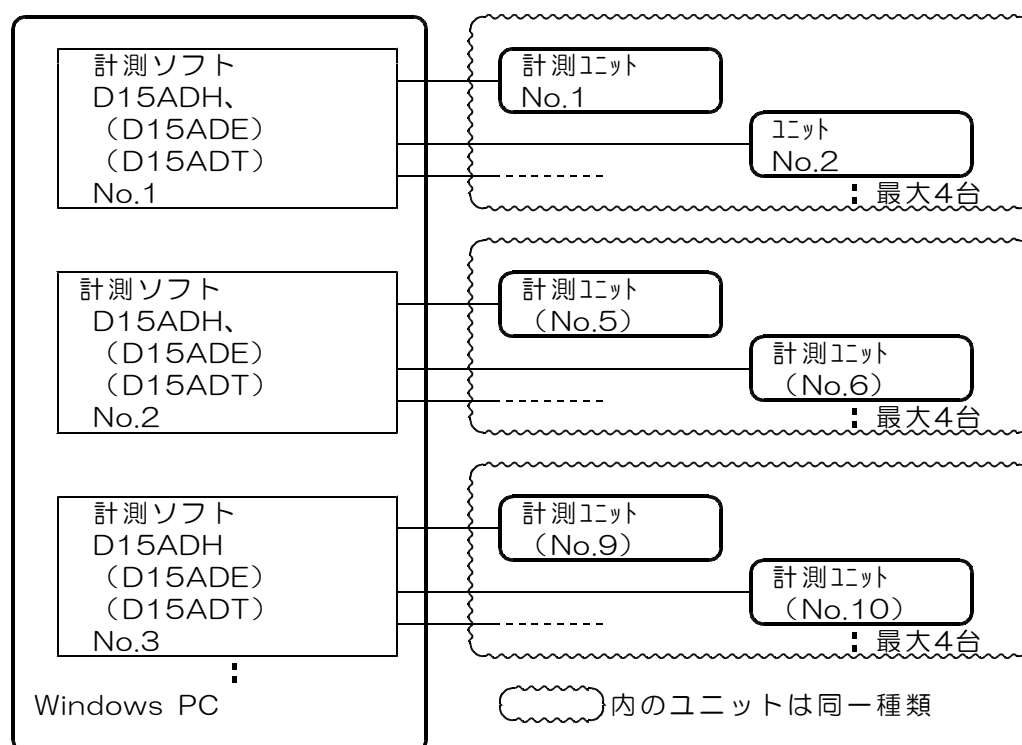 計測ソフト
D15ADH、
（D15ADE）
（D15ADT）
No.1
計測ﾕﾆｯﾄ
No.1
ﾕﾆｯﾄ
No.2
最大4台
計測ソフト
D15ADH、
（D15ADE）
（D15ADT）
No.2
計測ﾕﾆｯﾄ
（No.5）
計測ﾕﾆｯﾄ
（No.6）
最大4台
計測ソフト
D15ADH
（D15ADE）
（D15ADT）
No.3
計測ﾕﾆｯﾄ
（No.9）
計測ﾕﾆｯﾄ
（No.10）
最大4台
Windows PC
内のユニットは同一種類